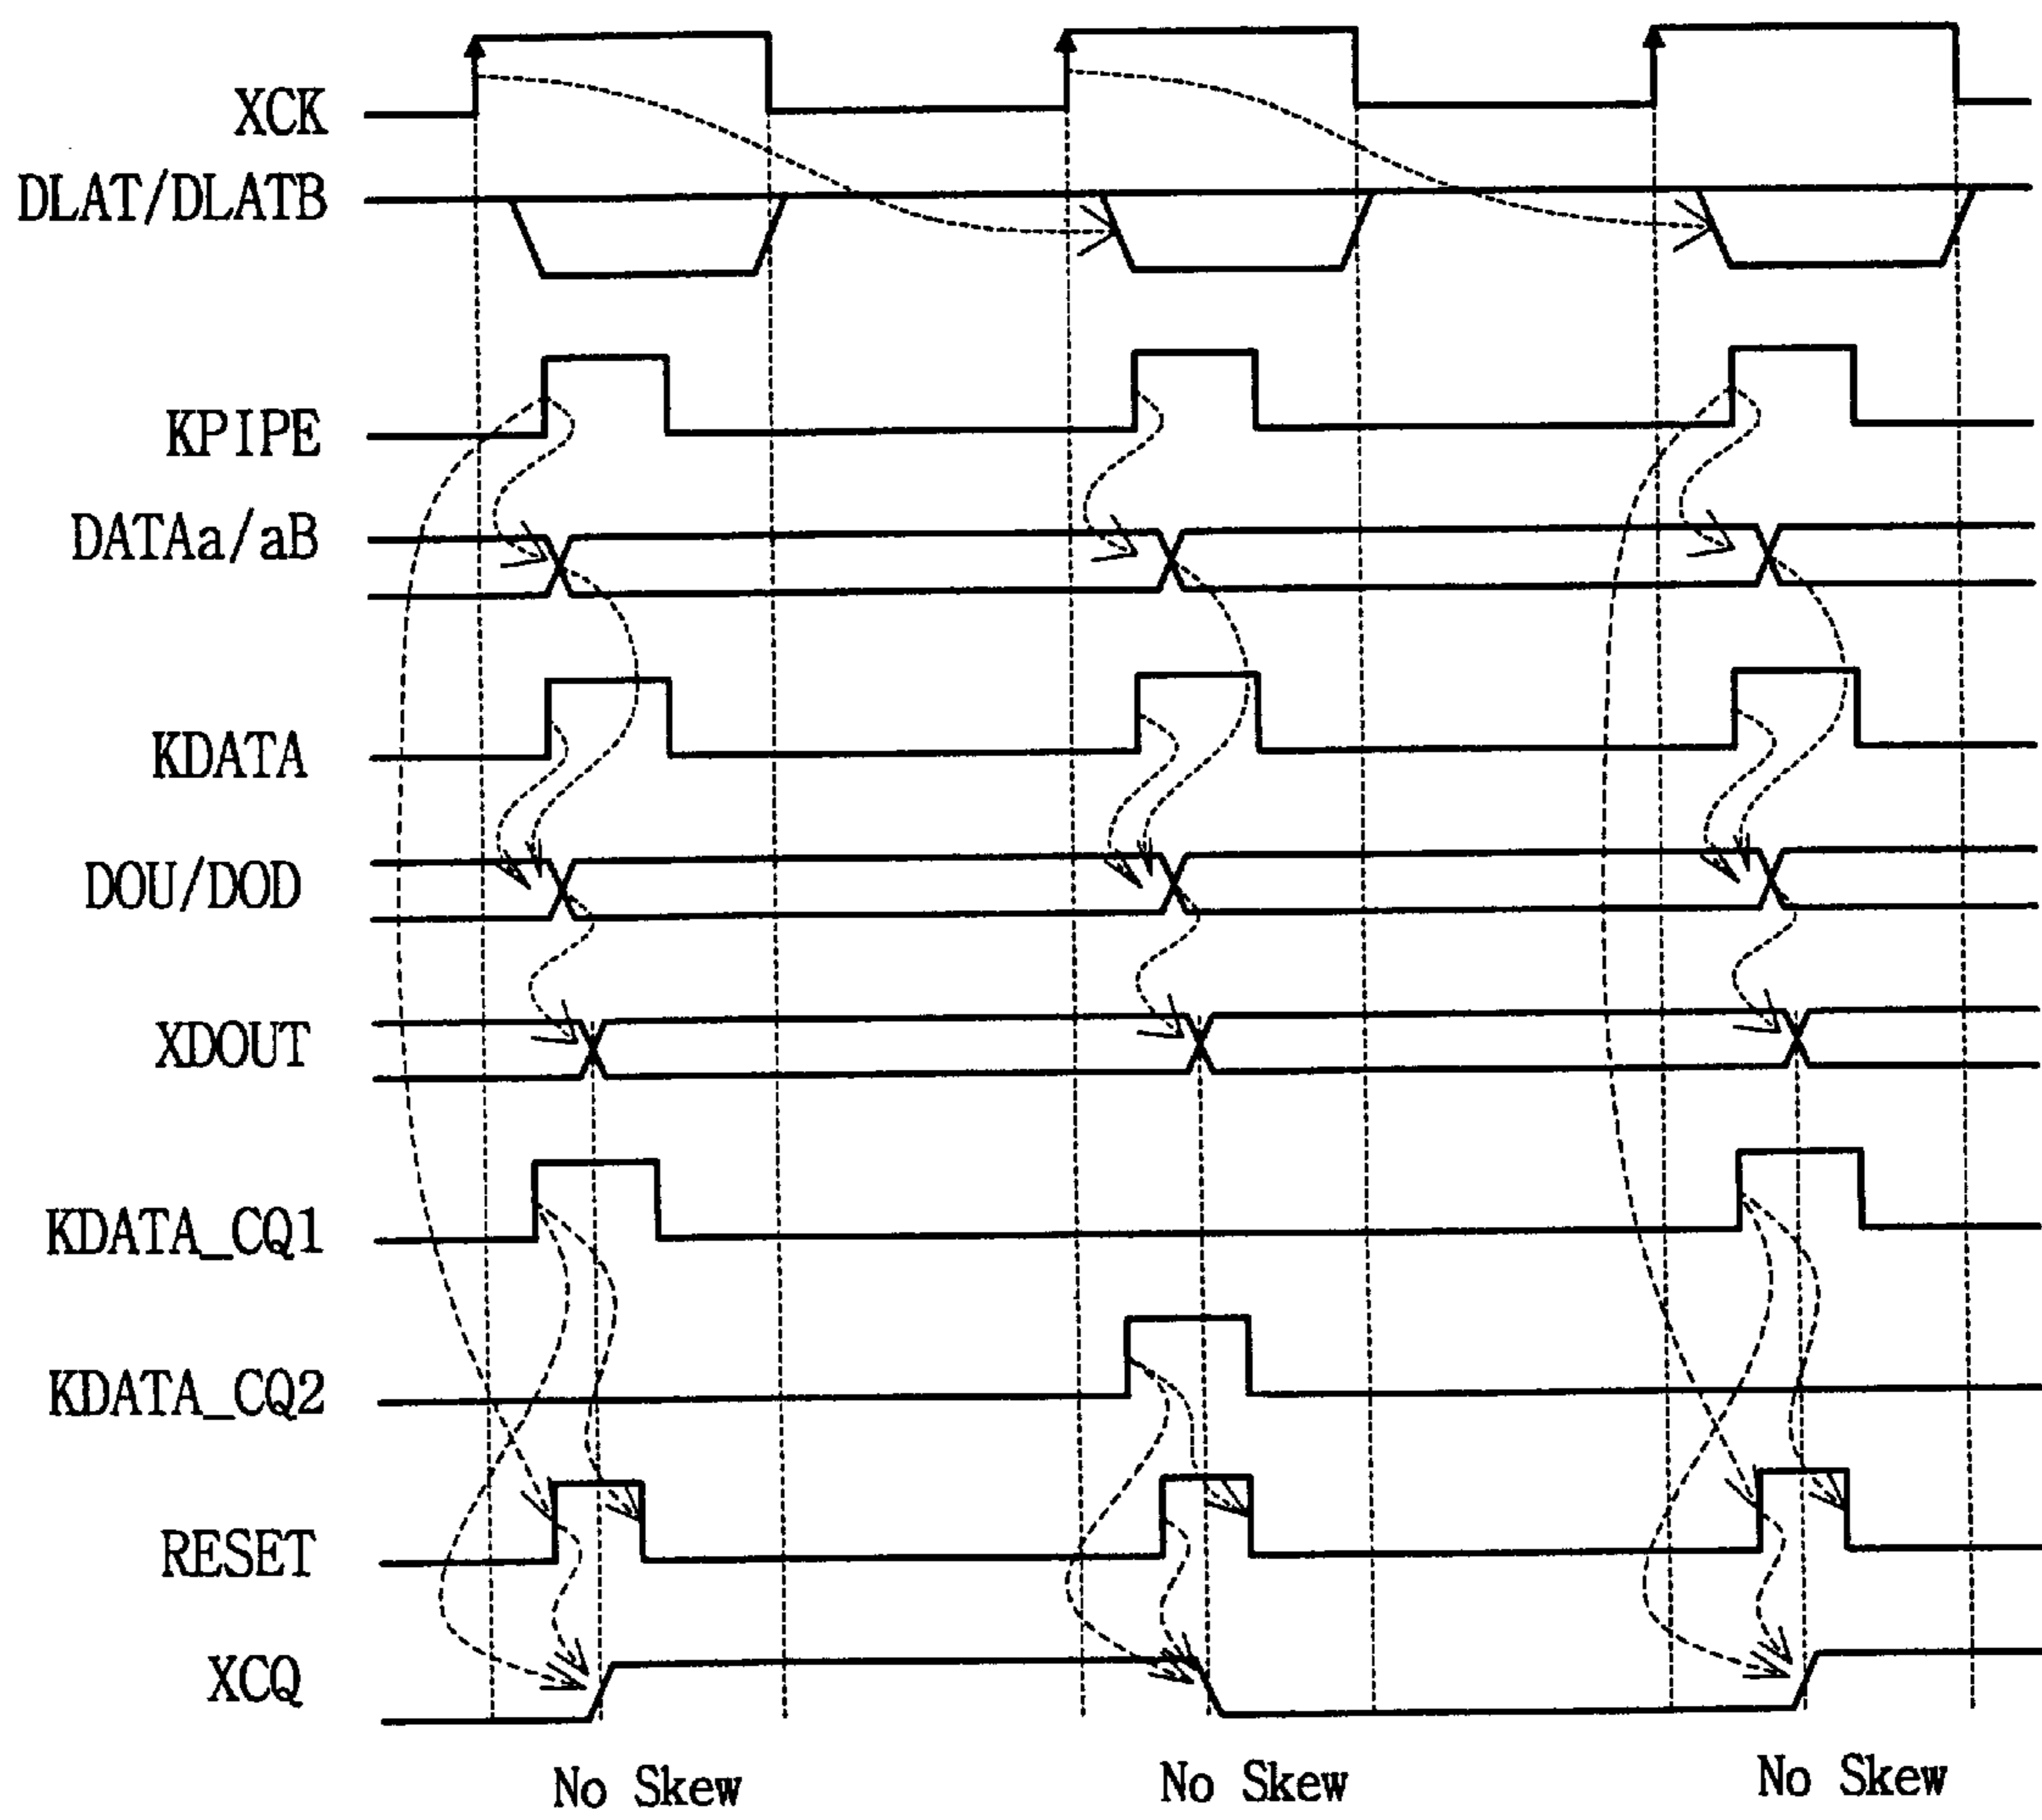 XCK
DLAT/DLATB
KPIPE
DATAa/aB
KDATA
DOU/DOD
XDOUT
KDATA_CQ1
KDATA_CQ2
RESET
XCQ
No Skew No Skew No Skew